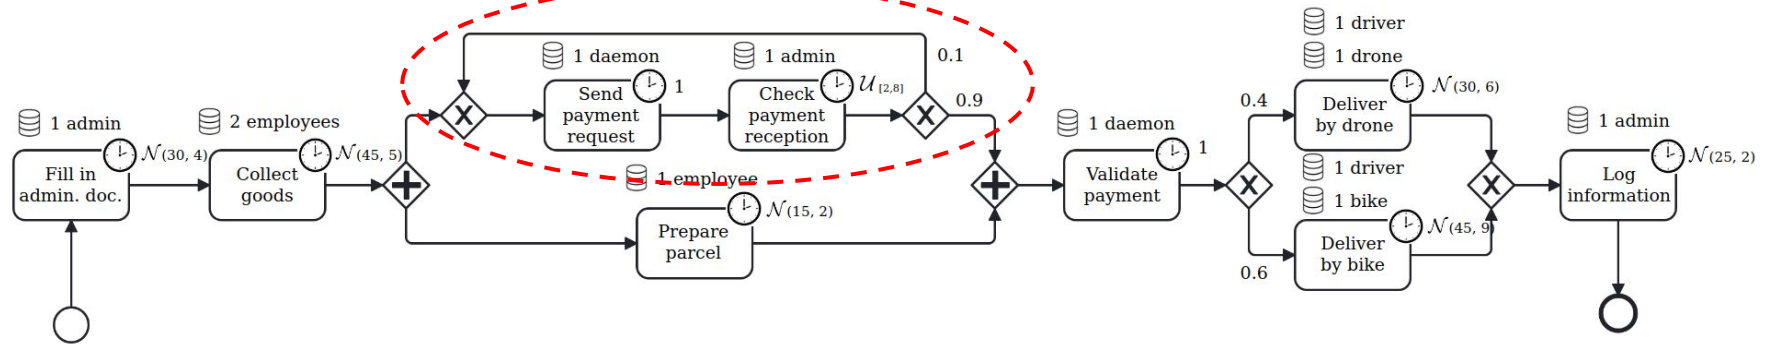 1 admin
Fill in
admin. doc.
𝒩(30, 4)
2 employees
Collect
goods
𝒩(45, 5)
X
1 daemon
Send
payment
request
1
1 admin
Check
payment
reception
𝒰[2,8]
X
0.1
0.9
1 employee
Prepare
parcel
𝒩(15, 2)
1 daemon
Validate
payment
1
X
0.4
0.6
1 driver
1 drone
Deliver
by drone
𝒩(30, 6)
1 driver
1 bike
Deliver
by bike
𝒩(45, 9)
X
1 admin
Log
information
𝒩(25, 2)